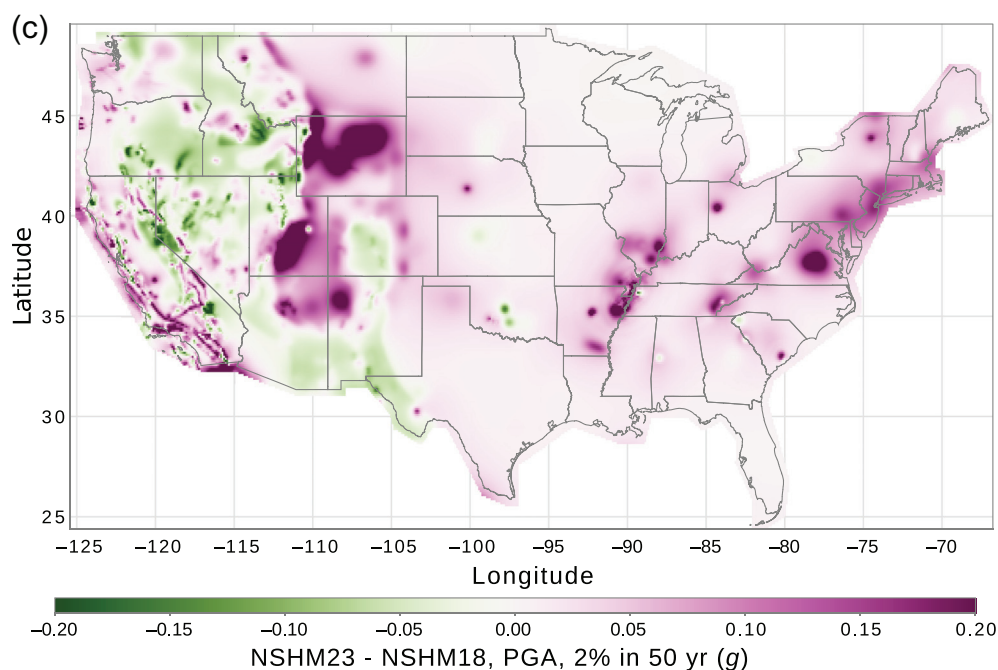 (c)
45
40
35
30
25
Latitude
−125 −120 −115 −110 −105 −100 −95 −90 −85 −80 −75 −70
Longitude
−0.20 −0.15 −0.10 −0.05 0.00 0.05 0.10 0.15 0.20
NSHM23 - NSHM18, PGA, 2% in 50 yr (g)